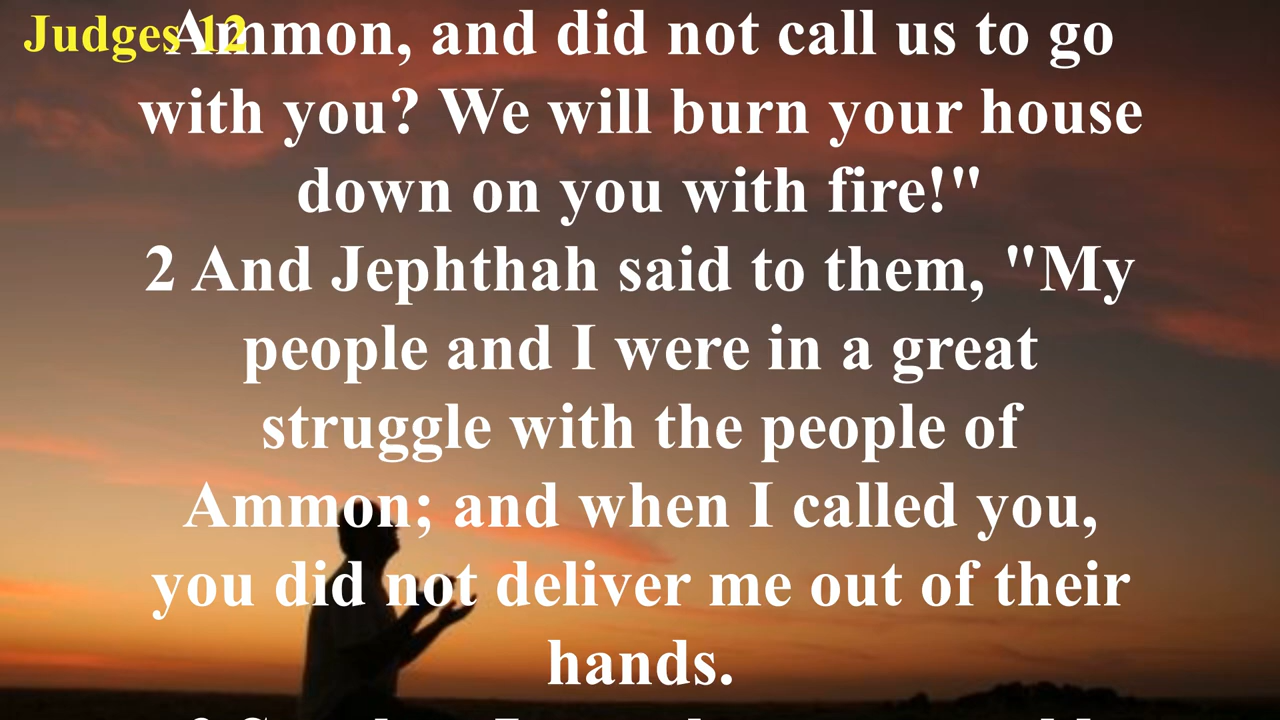 Judges 12
Ammon, and did not call us to go
with you? We will burn your house
down on you with fire!"
2 And Jephthah said to them, "My
people and I were in a great
struggle with the people of
Ammon; and when I called you,
you did not deliver me out of their
hands.